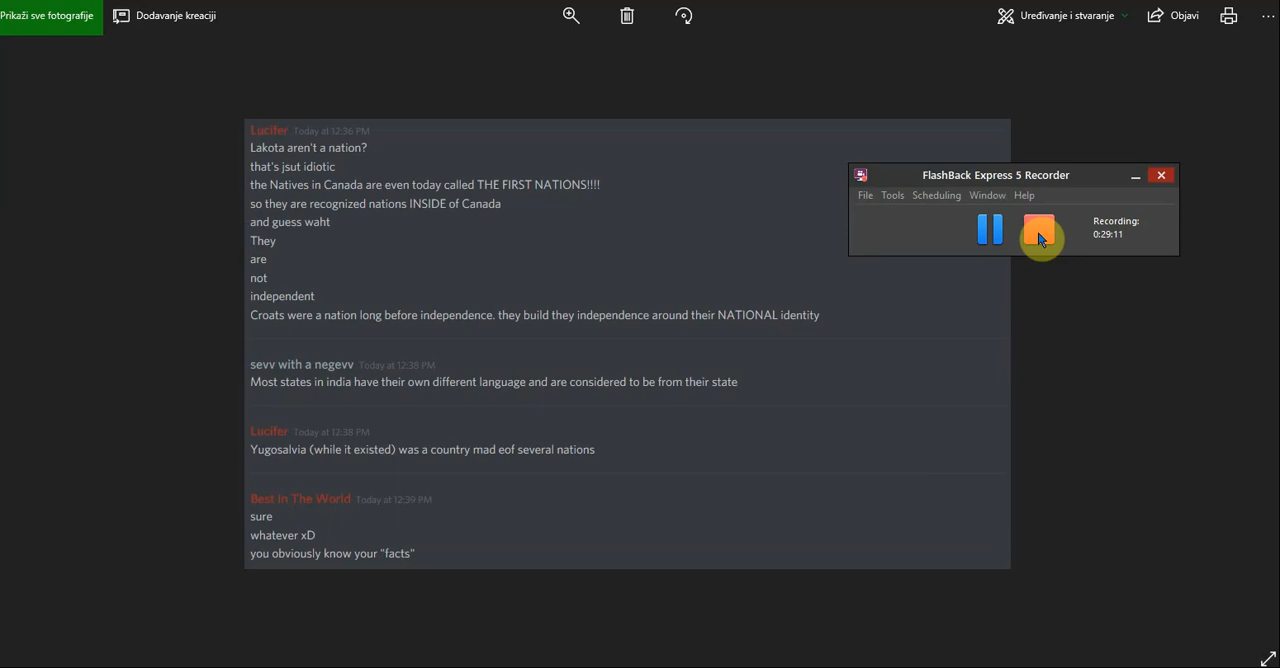 Prikaži sve fotografije
Dodavanje kreaciji
Uređivanje i stvaranje
Objavi
Lucifer Today at 12:36 PM
Lakota aren't a nation?
that's jsut idiotic
the Natives in Canada are even today called THE FIRST NATIONS!!!!
so they are recognized nations INSIDE of Canada
and guess waht
They
are
not
independent
Croats were a nation long before independence. they build they independence around their NATIONAL identity
FlashBack Express 5 Recorder
File Tools Scheduling Window Help
Recording:
0:29:11
sevv with a negevv Today at 12:38 PM
Most states in india have their own different language and are considered to be from their state
Lucifer Today at 12:38 PM
Yugosalvia (while it existed) was a country mad eof several nations
Best In The World Today at 12:39 PM
sure
whatever xD
you obviously know your "facts"